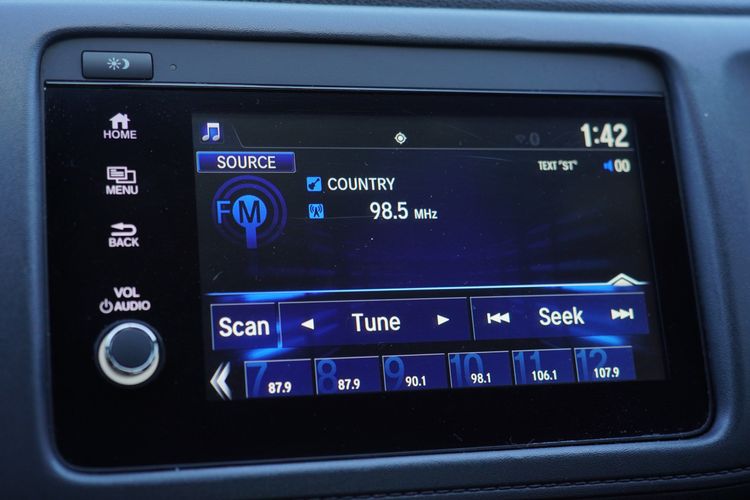 HOME
MENU
BACK
VOL
AUDIO
1:42
SOURCE
TEXT "ST" 00
FM
COUNTRY
98.5 MHz
Scan Tune Seek
7 8 9 10 11 12
87.9 87.9 90.1 98.1 106.1 107.9